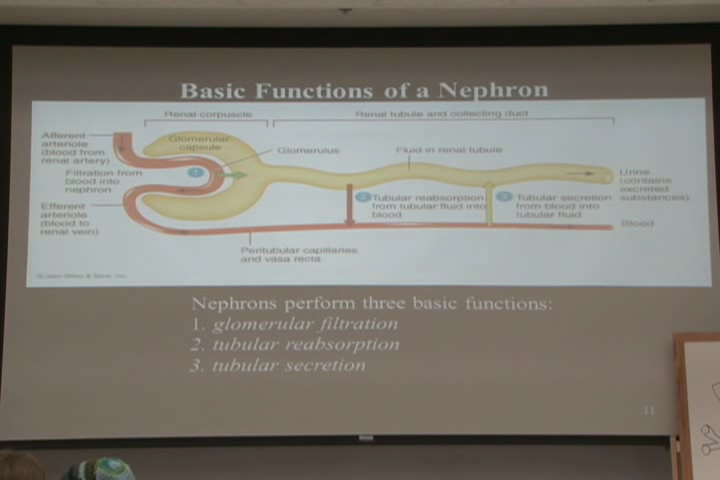 Basic Functions of a Nephron
Renal corpuscle
Renal tubule and collecting duct
Afferent
arteriole
(blood from
renal artery)
Glomerular
capsule
Glomerulus
Fluid in renal tubule
Filtration from
blood into
nephron
1
Urine
(contains
excreted
substances)
2 Tubular reabsorption
from tubular fluid into
blood
3 Tubular secretion
from blood into
tubular fluid
Efferent
arteriole
(blood to
renal vein)
Blood
Peritubular capillaries
and vasa recta
Nephrons perform three basic functions:
1. glomerular filtration
2. tubular reabsorption
3. tubular secretion
11